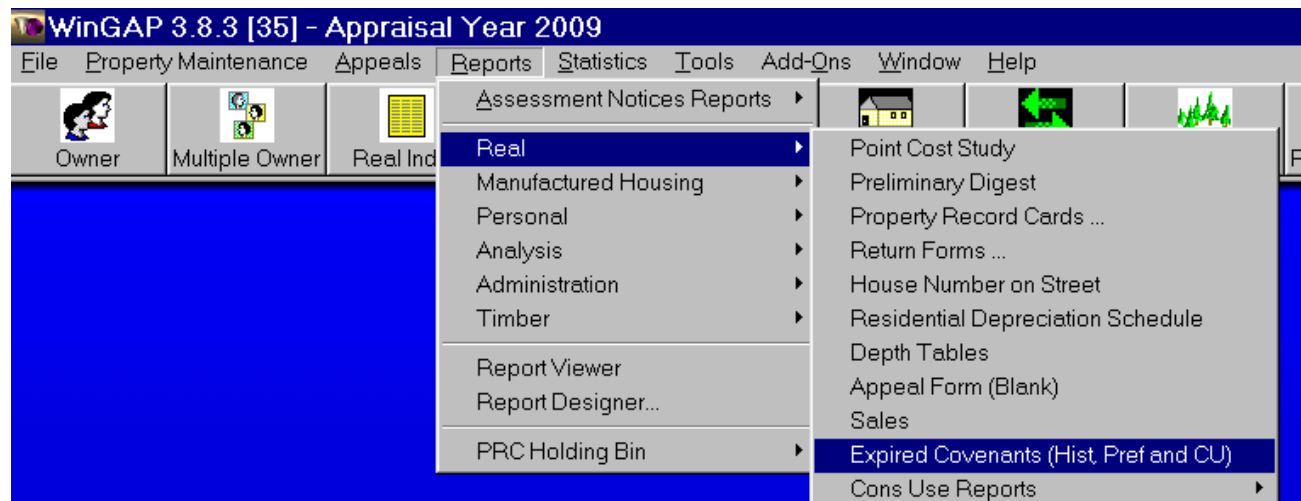 WinGAP 3.8.3 [35] - Appraisal Year 2009
File Property Maintenance Appeals Reports Statistics Tools Add-Ons Window Help
Owner Multiple Owner Real Ind
Assessment Notices Reports
Real
Manufactured Housing
Personal
Analysis
Administration
Timber
Report Viewer
Report Designer...
PRC Holding Bin
Point Cost Study
Preliminary Digest
Property Record Cards ...
Return Forms ...
House Number on Street
Residential Depreciation Schedule
Depth Tables
Appeal Form (Blank)
Sales
Expired Covenants (Hist, Pref and CU)
Cons Use Reports